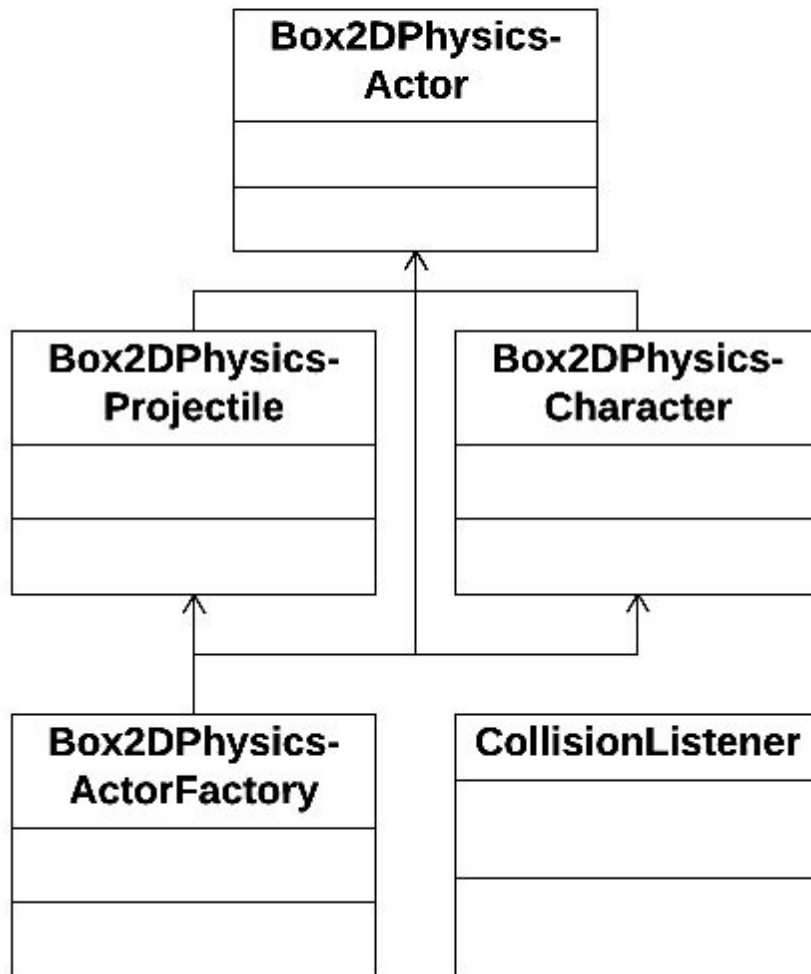 Box2DPhysics-
Actor
Box2DPhysics-
Projectile
Box2DPhysics-
Character
Box2DPhysics-
ActorFactory
CollisionListener